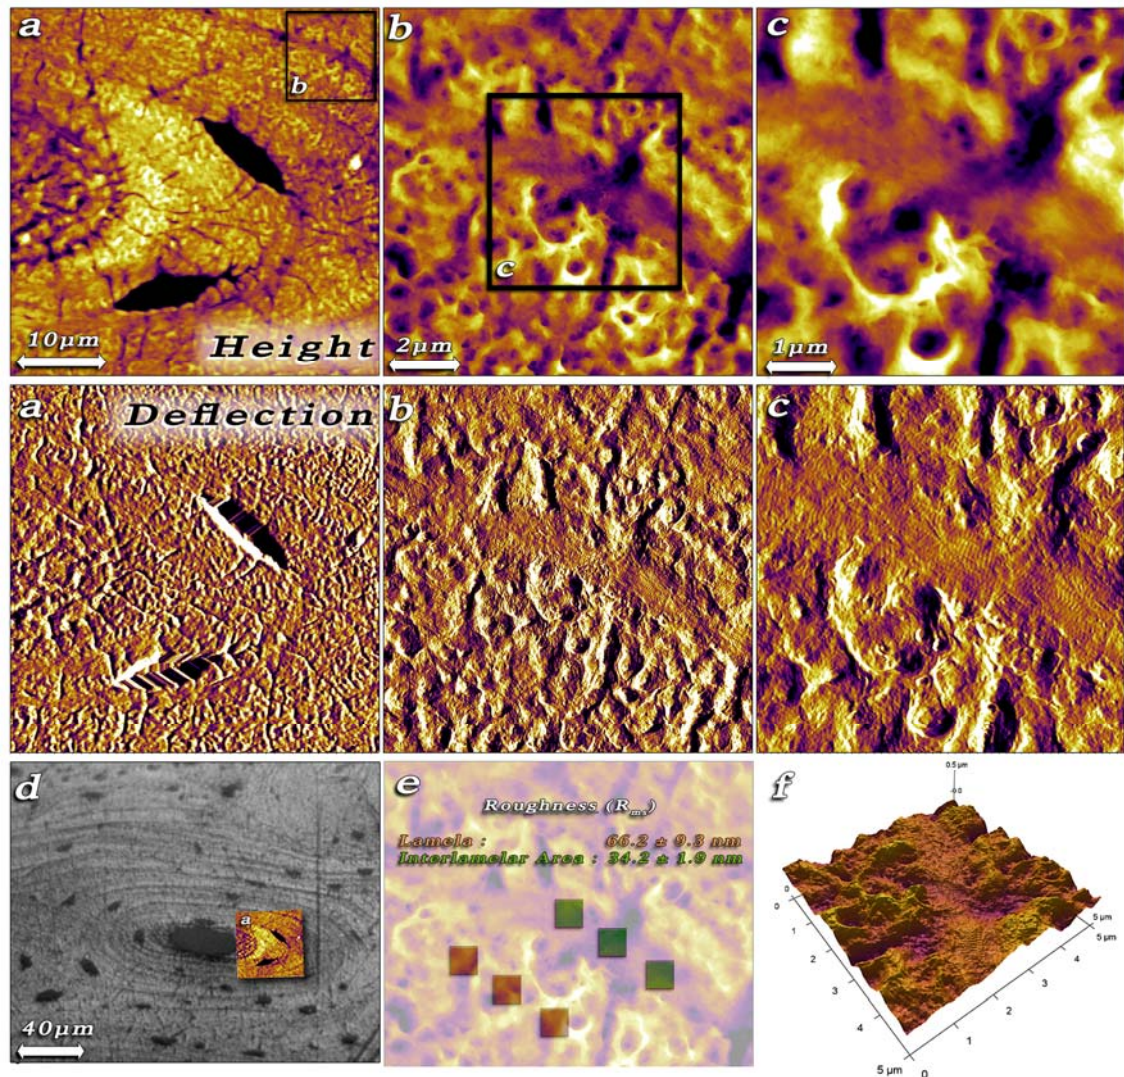 a
b
10µm
Height
b
c
2µm
c
1µm
a
Deflection
b
c
d
a
40µm
e
Roughness (Rms)
Lamela : 66.2 ± 9.3 nm
Interlamelar Area : 34.2 ± 1.9 nm
f
0.5 µm
0.0
0
0
1
2
3
4
5 µm
0
1
2
3
4
5 µm
5 µm